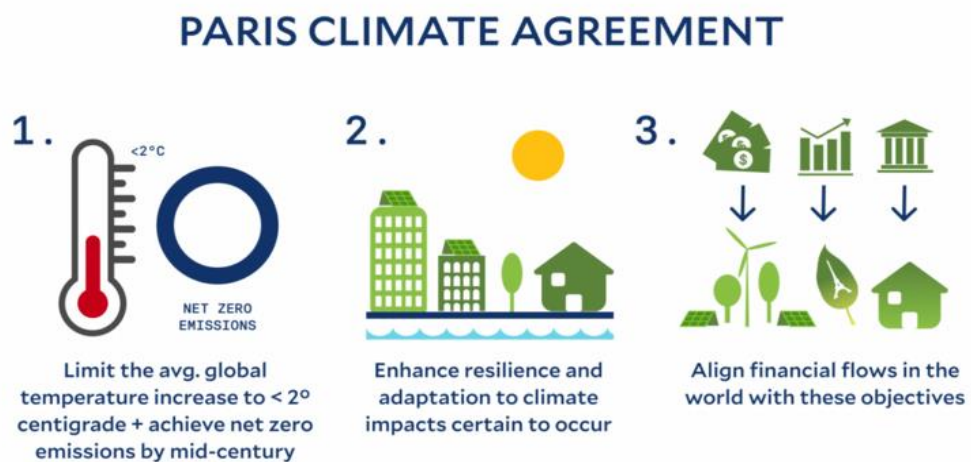 PARIS CLIMATE AGREEMENT
1.
<2°C
NET ZERO
EMISSIONS
Limit the avg. global
temperature increase to < 2º
centigrade + achieve net zero
emissions by mid-century
2.
Enhance resilience and
adaptation to climate
impacts certain to occur
3.
$
Align financial flows in the
world with these objectives